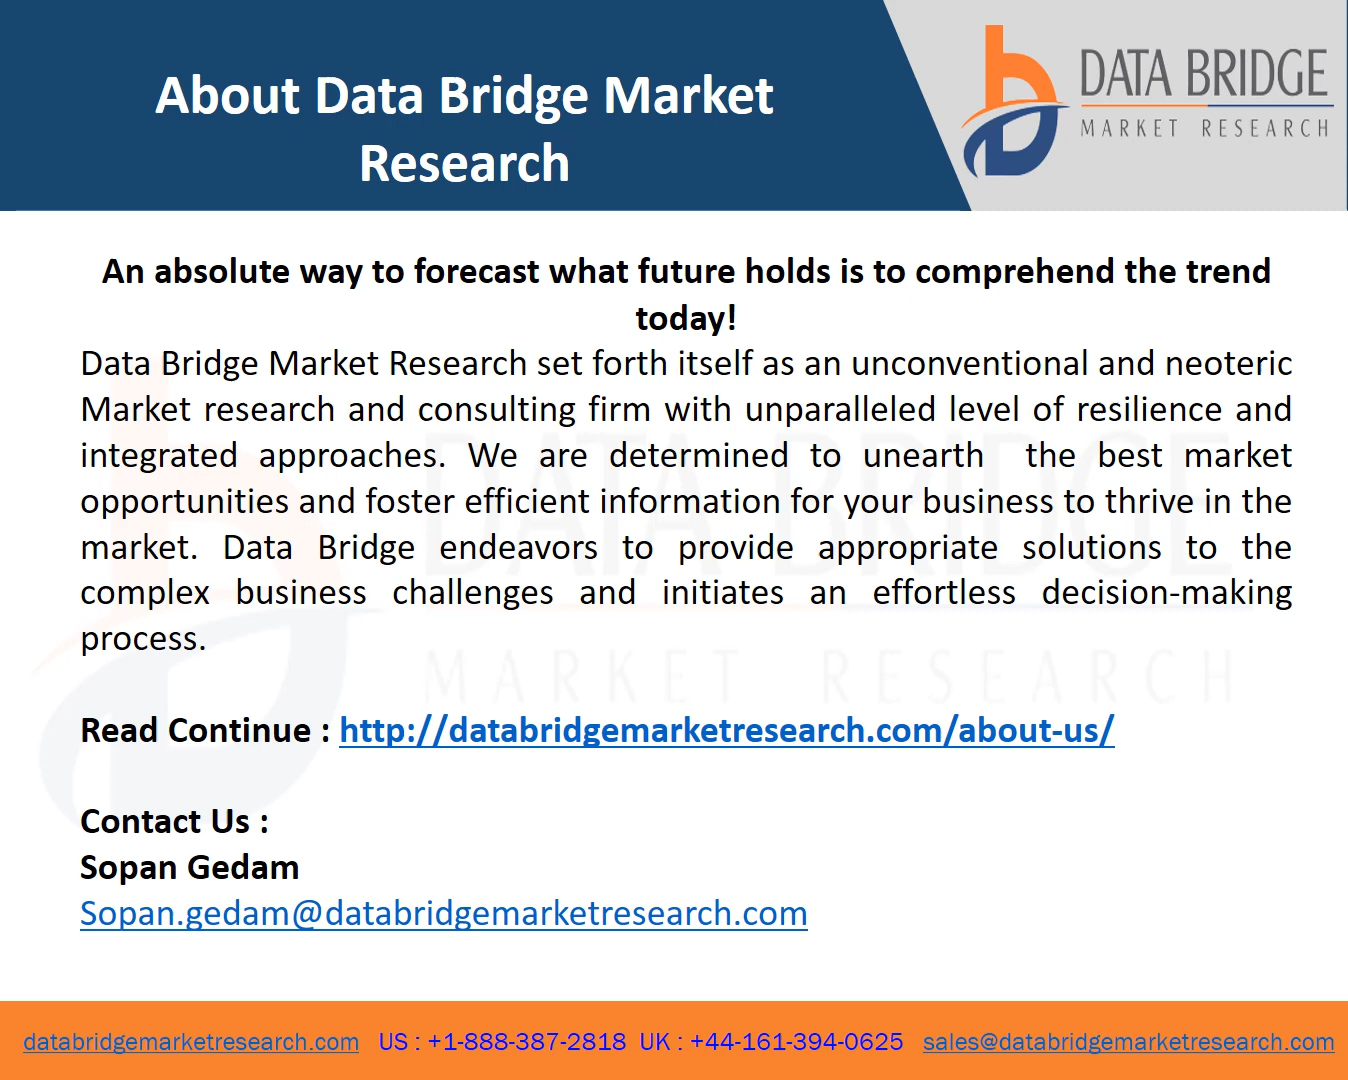 About Data Bridge Market
Research
DATA BRIDGE
MARKET RESEARCH
An absolute way to forecast what future holds is to comprehend the trend
today!
Data Bridge Market Research set forth itself as an unconventional and neoteric
Market research and consulting firm with unparalleled level of resilience and
integrated approaches. We are determined to unearth the best market
opportunities and foster efficient information for your business to thrive in the
market. Data Bridge endeavors to provide appropriate solutions to the
complex business challenges and initiates an effortless decision-making
process.
DATA BRIDGE
MARKET RESEARCH
Read Continue : http://databridgemarketresearch.com/about-us/
Contact Us :
Sopan Gedam
Sopan.gedam@databridgemarketresearch.com
databridgemarketresearch.com US : +1-888-387-2818 UK : +44-161-394-0625 sales@databridgemarketresearch.com